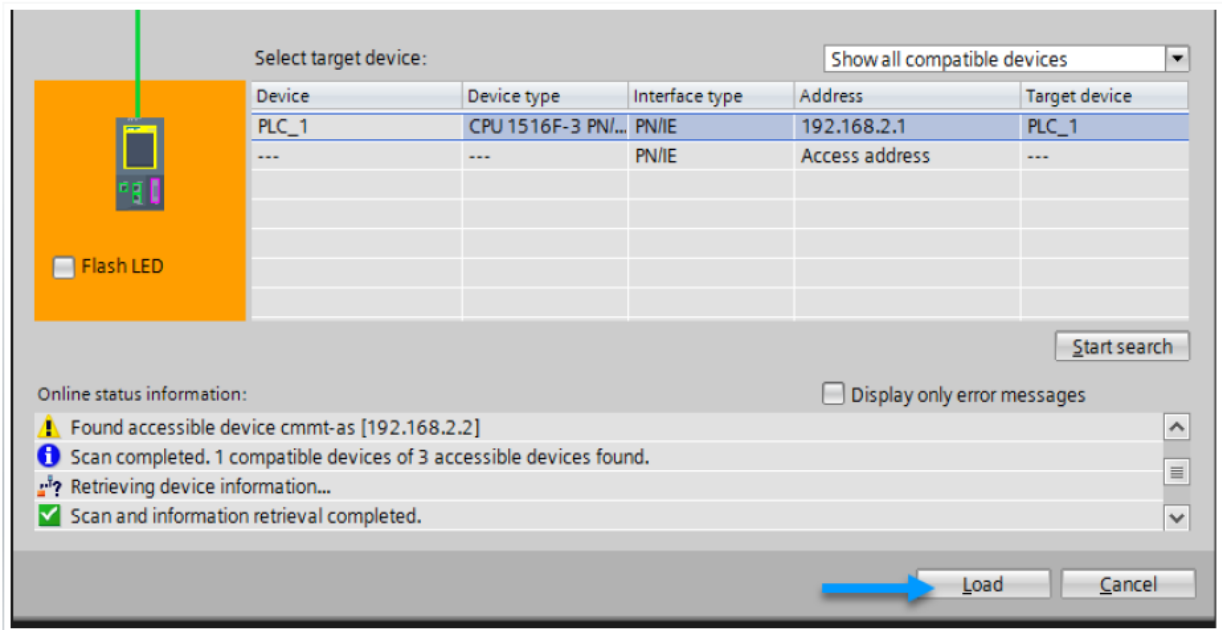 Select target device: Show all compatible devices
Device Device type Interface type Address Target device
PLC_1 CPU 1516F-3 PN/... PN/IE 192.168.2.1 PLC_1
--- --- PN/IE Access address ---
Flash LED
Start search
Online status information: Display only error messages
Found accessible device cmmt-as [192.168.2.2]
Scan completed. 1 compatible devices of 3 accessible devices found.
Retrieving device information...
Scan and information retrieval completed.
Load Cancel